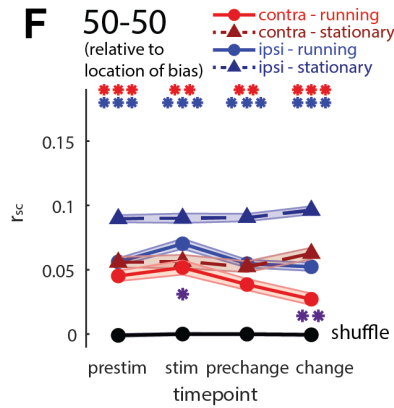 F
50-50
(relative to
location of bias)
contra - running
contra - stationary
ipsi - running
ipsi - stationary
*** ** ** ***
*** *** *** ***
0.15
0.1
0.05
0
r_sc
*
**
shuffle
prestim stim prechange change
timepoint